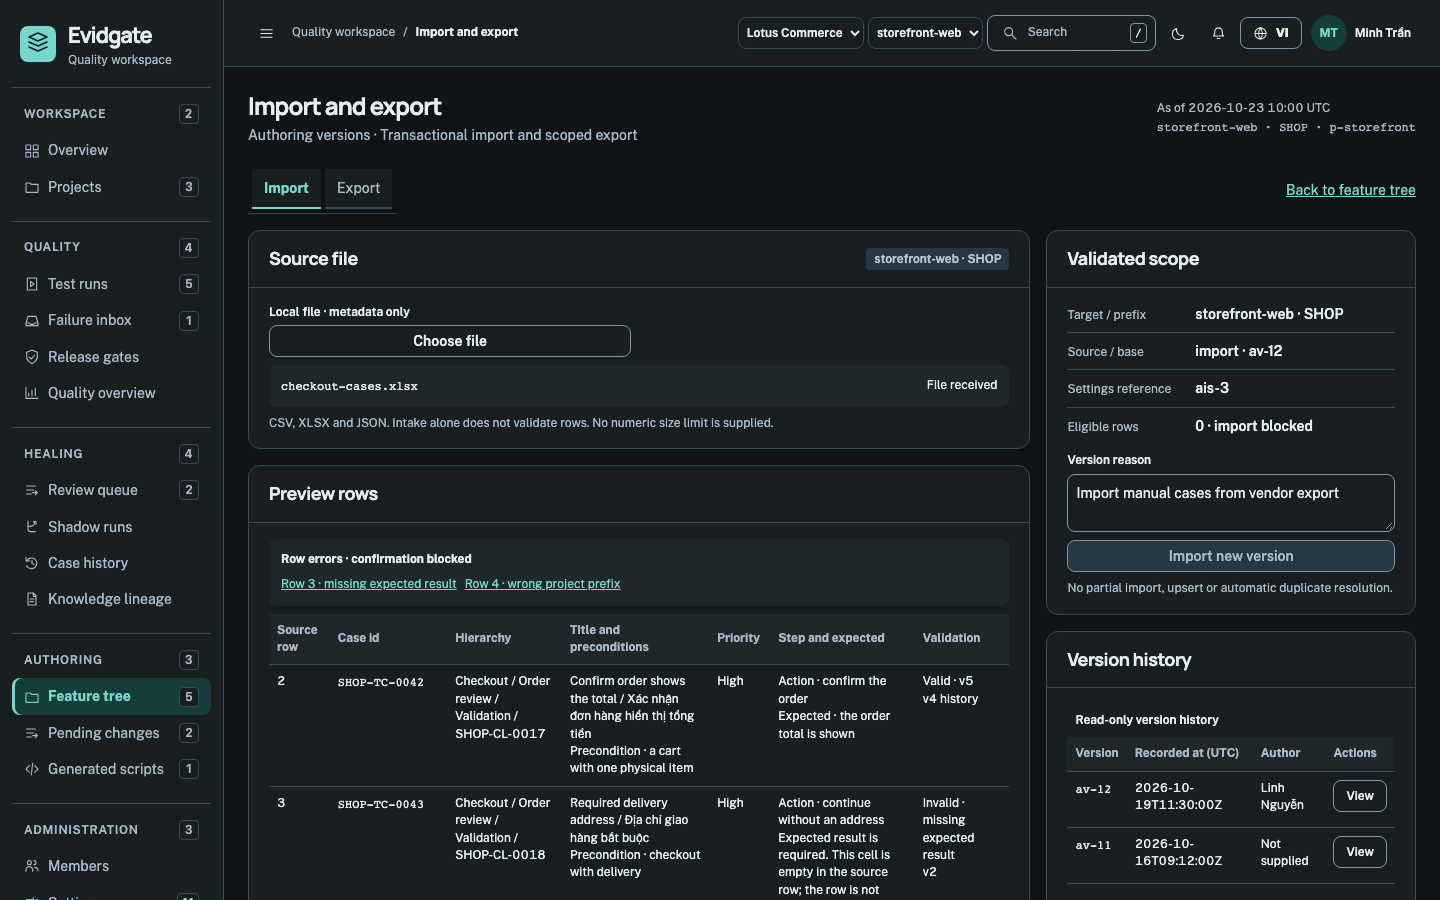 Evidgate
Quality workspace
WORKSPACE 2
Overview
Projects 3
QUALITY 4
Test runs 5
Failure inbox 1
Release gates
Quality overview
HEALING 4
Review queue 2
Shadow runs
Case history
Knowledge lineage
AUTHORING 3
Feature tree 5
Pending changes 2
Generated scripts 1
ADMINISTRATION 3
Members
Quality workspace / Import and export
Lotus Commerce
storefront-web
Search /
VI
MT
Minh Trần
Import and export
Authoring versions · Transactional import and scoped export
As of 2026-10-23 10:00 UTC
storefront-web • SHOP • p-storefront
Import
Export
Back to feature tree
Source file
storefront-web · SHOP
Local file · metadata only
Choose file
checkout-cases.xlsx
File received
CSV, XLSX and JSON. Intake alone does not validate rows. No numeric size limit is supplied.
Preview rows
Row errors · confirmation blocked
Row 3 · missing expected result Row 4 · wrong project prefix
Source row
Case id
Hierarchy
Title and preconditions
Priority
Step and expected
Validation
2
SHOP-TC-0042
Checkout / Order
review /
Validation /
SHOP-CL-0017
Confirm order shows
the total / Xác nhận
đơn hàng hiển thị tổng
tiền
Precondition · a cart
with one physical item
High
Action · confirm the
order
Expected · the order
total is shown
Valid · v5
v4 history
3
SHOP-TC-0043
Checkout / Order
review /
Validation /
SHOP-CL-0018
Required delivery
address / Địa chỉ giao
hàng bắt buộc
Precondition · checkout
with delivery
High
Action · continue
without an address
Expected result is
required. This cell is
empty in the source
row; the row is not
Invalid ·
missing
expected
result
v2
Validated scope
Target / prefix storefront-web · SHOP
Source / base import · av-12
Settings reference ais-3
Eligible rows 0 · import blocked
Version reason
Import manual cases from vendor export
Import new version
No partial import, upsert or automatic duplicate resolution.
Version history
Read-only version history
Version
Recorded at (UTC)
Author
Actions
av-12
2026-10-
19T11:30:00Z
Linh
Nguyễn
View
av-11
2026-10-
16T09:12:00Z
Not
supplied
View